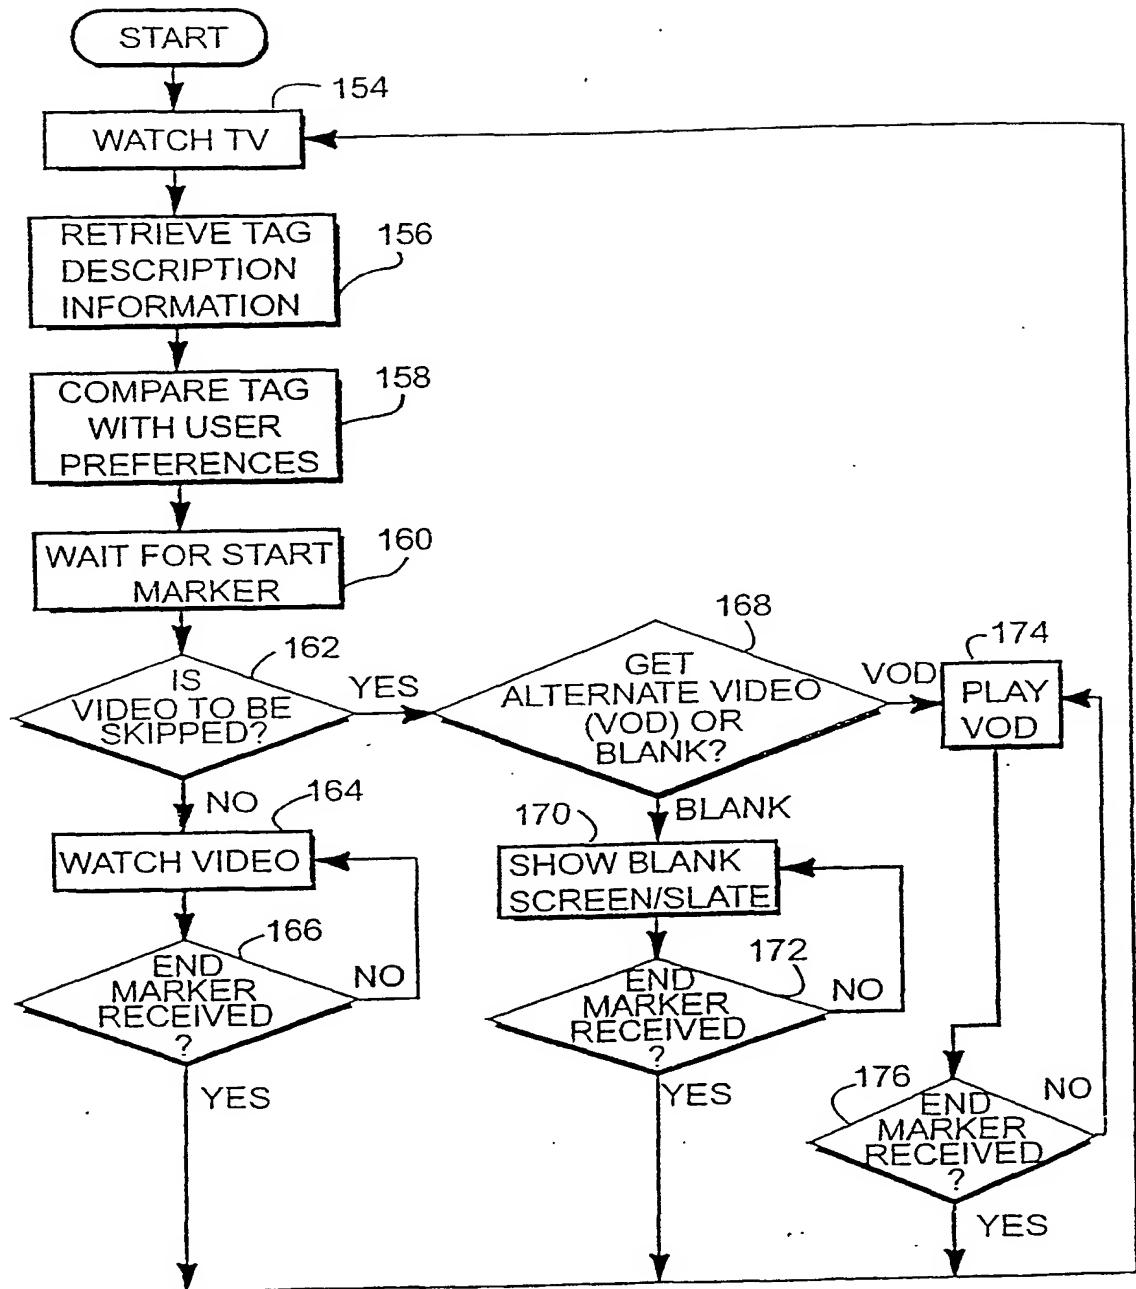 START
154
WATCH TV
RETRIEVE TAG
DESCRIPTION
INFORMATION
156
COMPARE TAG
WITH USER
PREFERENCES
158
WAIT FOR START
MARKER
160
IS
VIDEO TO BE
SKIPPED?
162
YES
GET
ALTERNATE VIDEO
(VOD) OR
BLANK?
168
VOD
174
PLAY
VOD
NO
164
WATCH VIDEO
BLANK
170
SHOW BLANK
SCREEN/SLATE
166
END
MARKER
RECEIVED
?
NO
YES
172
END
MARKER
RECEIVED
?
NO
YES
176
END
MARKER
RECEIVED
?
NO
YES